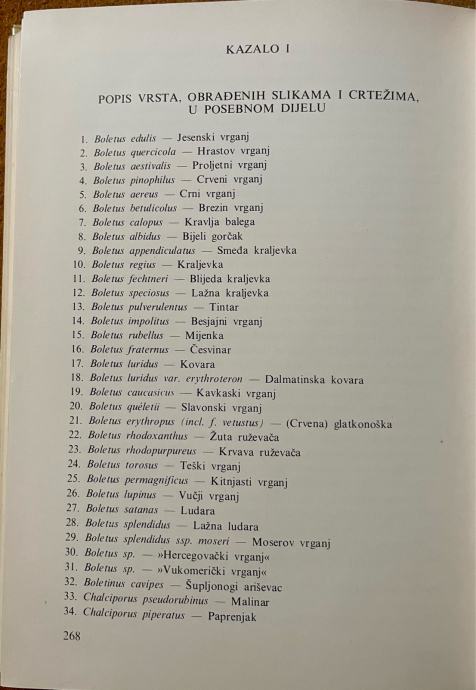 KAZALO I
POPIS VRSTA, OBRAĐENIH SLIKAMA I CRTEŽIMA,
U POSEBNOM DIJELU
1. Boletus edulis — Jesenski vrganj
2. Boletus quercicola — Hrastov vrganj
3. Boletus aestivalis — Proljetni vrganj
4. Boletus pinophilus — Crveni vrganj
5. Boletus aereus — Crni vrganj
6. Boletus betulicolus — Brezin vrganj
7. Boletus calopus — Kravlja balega
8. Boletus albidus — Bijeli gorčak
9. Boletus appendiculatus — Smeđa kraljevka
10. Boletus regius — Kraljevka
11. Boletus fechtneri — Blijeda kraljevka
12. Boletus speciosus — Lažna kraljevka
13. Boletus pulverulentus — Tintar
14. Boletus impolitus — Besjajni vrganj
15. Boletus rubellus — Mijenka
16. Boletus fraternus — Česvinar
17. Boletus luridus — Kovara
18. Boletus luridus var. erythroteron — Dalmatinska kovara
19. Boletus caucasicus — Kavkaski vrganj
20. Boletus quéletii — Slavonski vrganj
21. Boletus erythropus (incl. f. vetustus) — (Crvena) glatkonoška
22. Boletus rhodoxanthus — Žuta ruževača
23. Boletus rhodopurpureus — Krvava ruževača
24. Boletus torosus — Teški vrganj
25. Boletus permagnificus — Kitnjasti vrganj
26. Boletus lupinus — Vučji vrganj
27. Boletus satanas — Ludara
28. Boletus splendidus — Lažna ludara
29. Boletus splendidus ssp. moseri — Moserov vrganj
30. Boletus sp. — »Hercegovački vrganj«
31. Boletus sp. — »Vukomerički vrganj«
32. Boletinus cavipes — Šupljonogi ariševac
33. Chalciporus pseudorubinus — Malinar
34. Chalciporus piperatus — Paprenjak
268